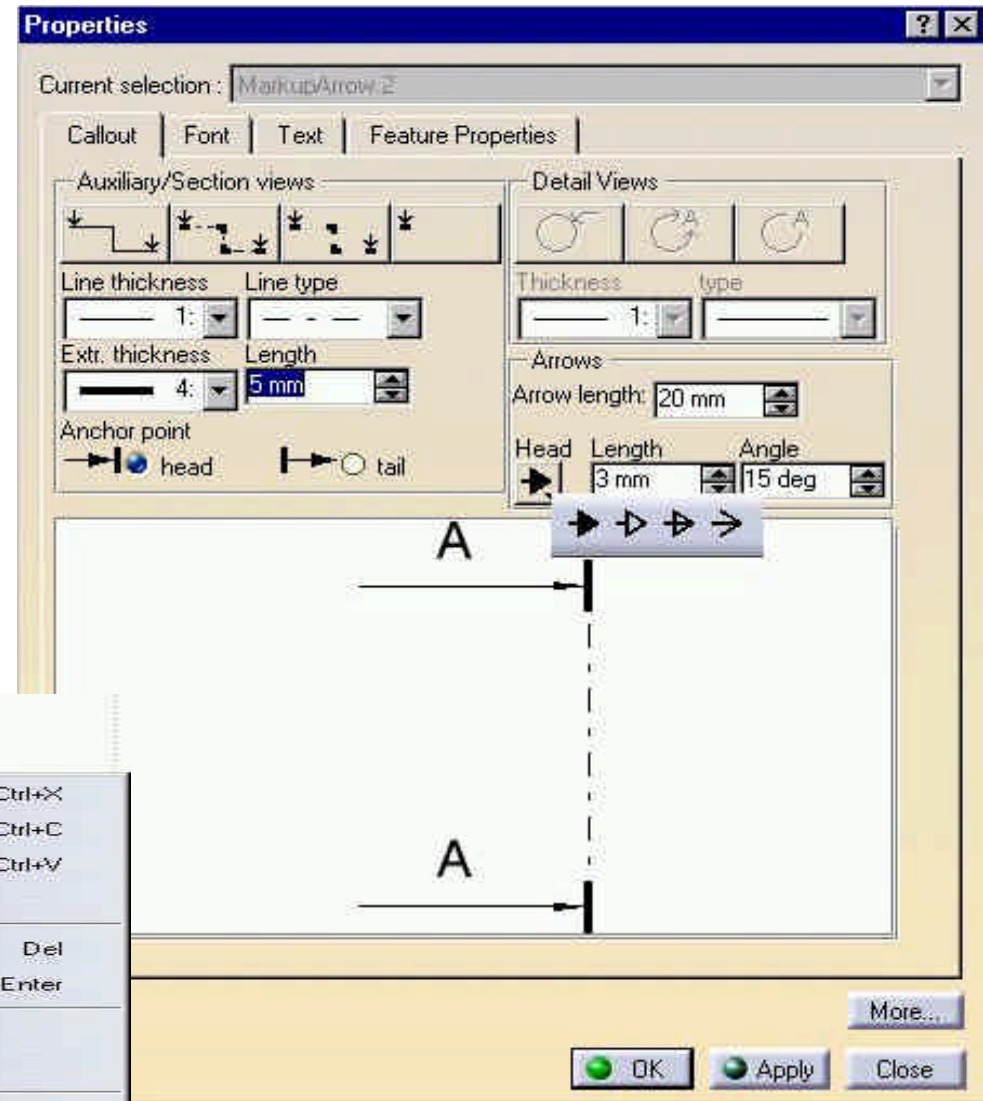 Properties
Current selection : MarkupArrow.2
Callout Font Text Feature Properties
Auxiliary/Section views
Detail Views
Line thickness Line type
Thickness type
1:
1:
Extr. thickness Length
4: 5 mm
Arrows
Arrow length: 20 mm
Anchor point
head tail
Head Length Angle
3 mm 15 deg
A
A
Ctrl+X
Ctrl+C
Ctrl+V
Del
Enter
More...
OK Apply Close